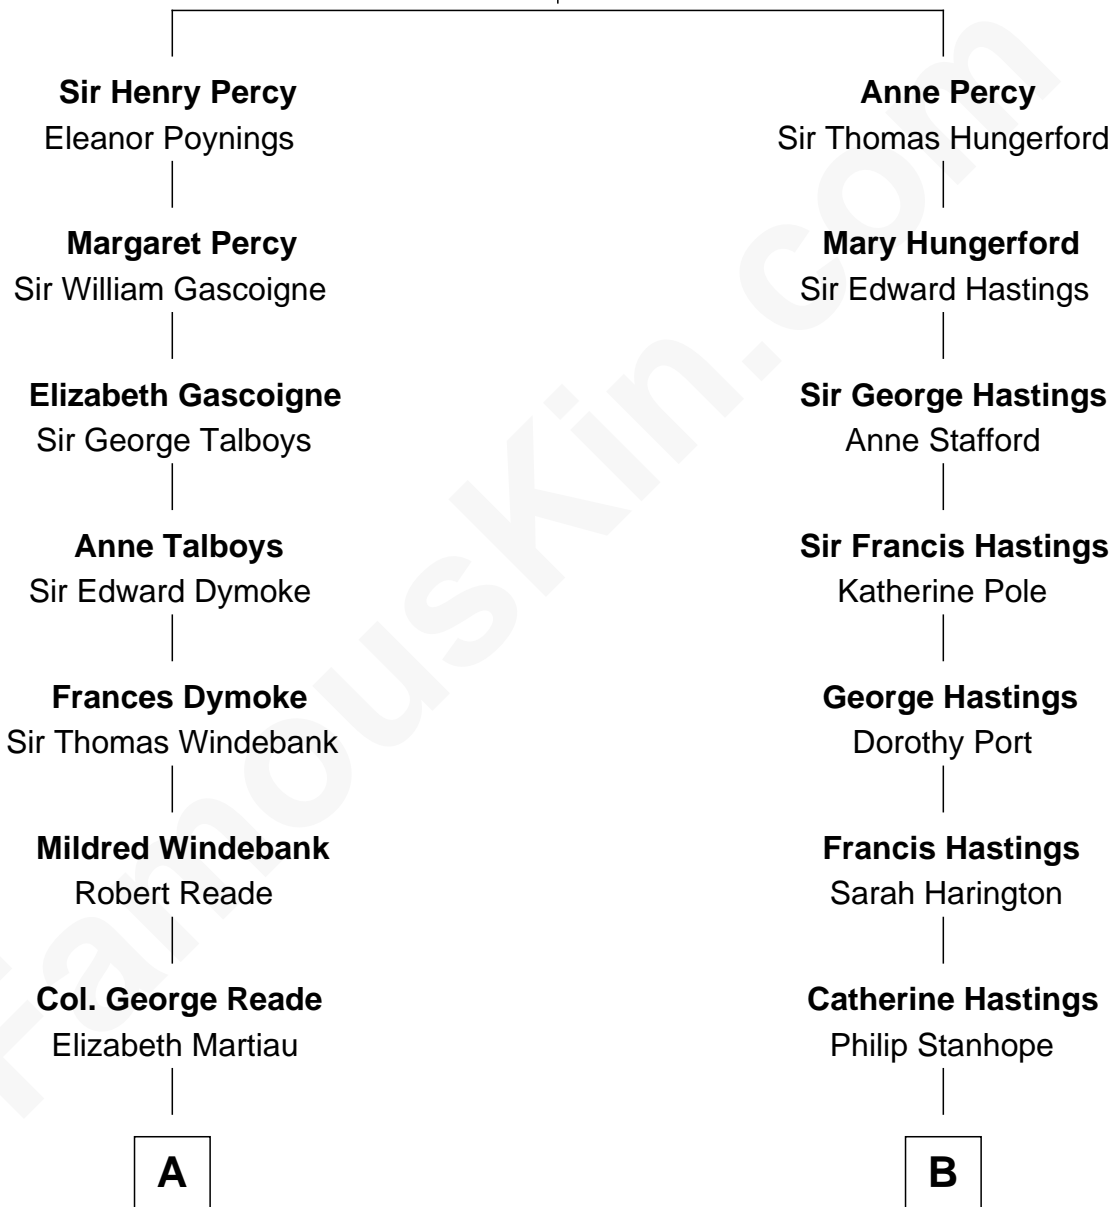 Sir Henry Percy
Eleanor Poynings
Margaret Percy
Sir William Gascoigne
Elizabeth Gascoigne
Sir George Talboys
Anne Talboys
Sir Edward Dymoke
Frances Dymoke
Sir Thomas Windebank
Mildred Windebank
Robert Reade
Col. George Reade
Elizabeth Martiau
A
Anne Percy
Sir Thomas Hungerford
Mary Hungerford
Sir Edward Hastings
Sir George Hastings
Anne Stafford
Sir Francis Hastings
Katherine Pole
George Hastings
Dorothy Port
Francis Hastings
Sarah Harington
Catherine Hastings
Philip Stanhope
B
FamousKin.com